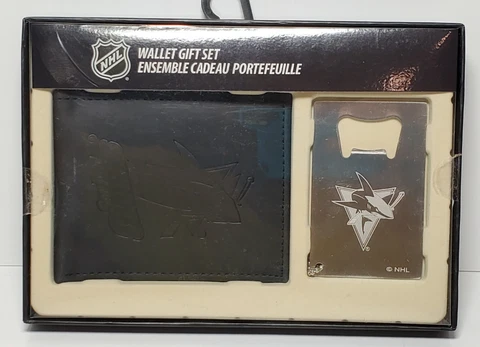 NHL
WALLET GIFT SET
ENSEMBLE CADEAU PORTEFEUILLE
®
© NHL